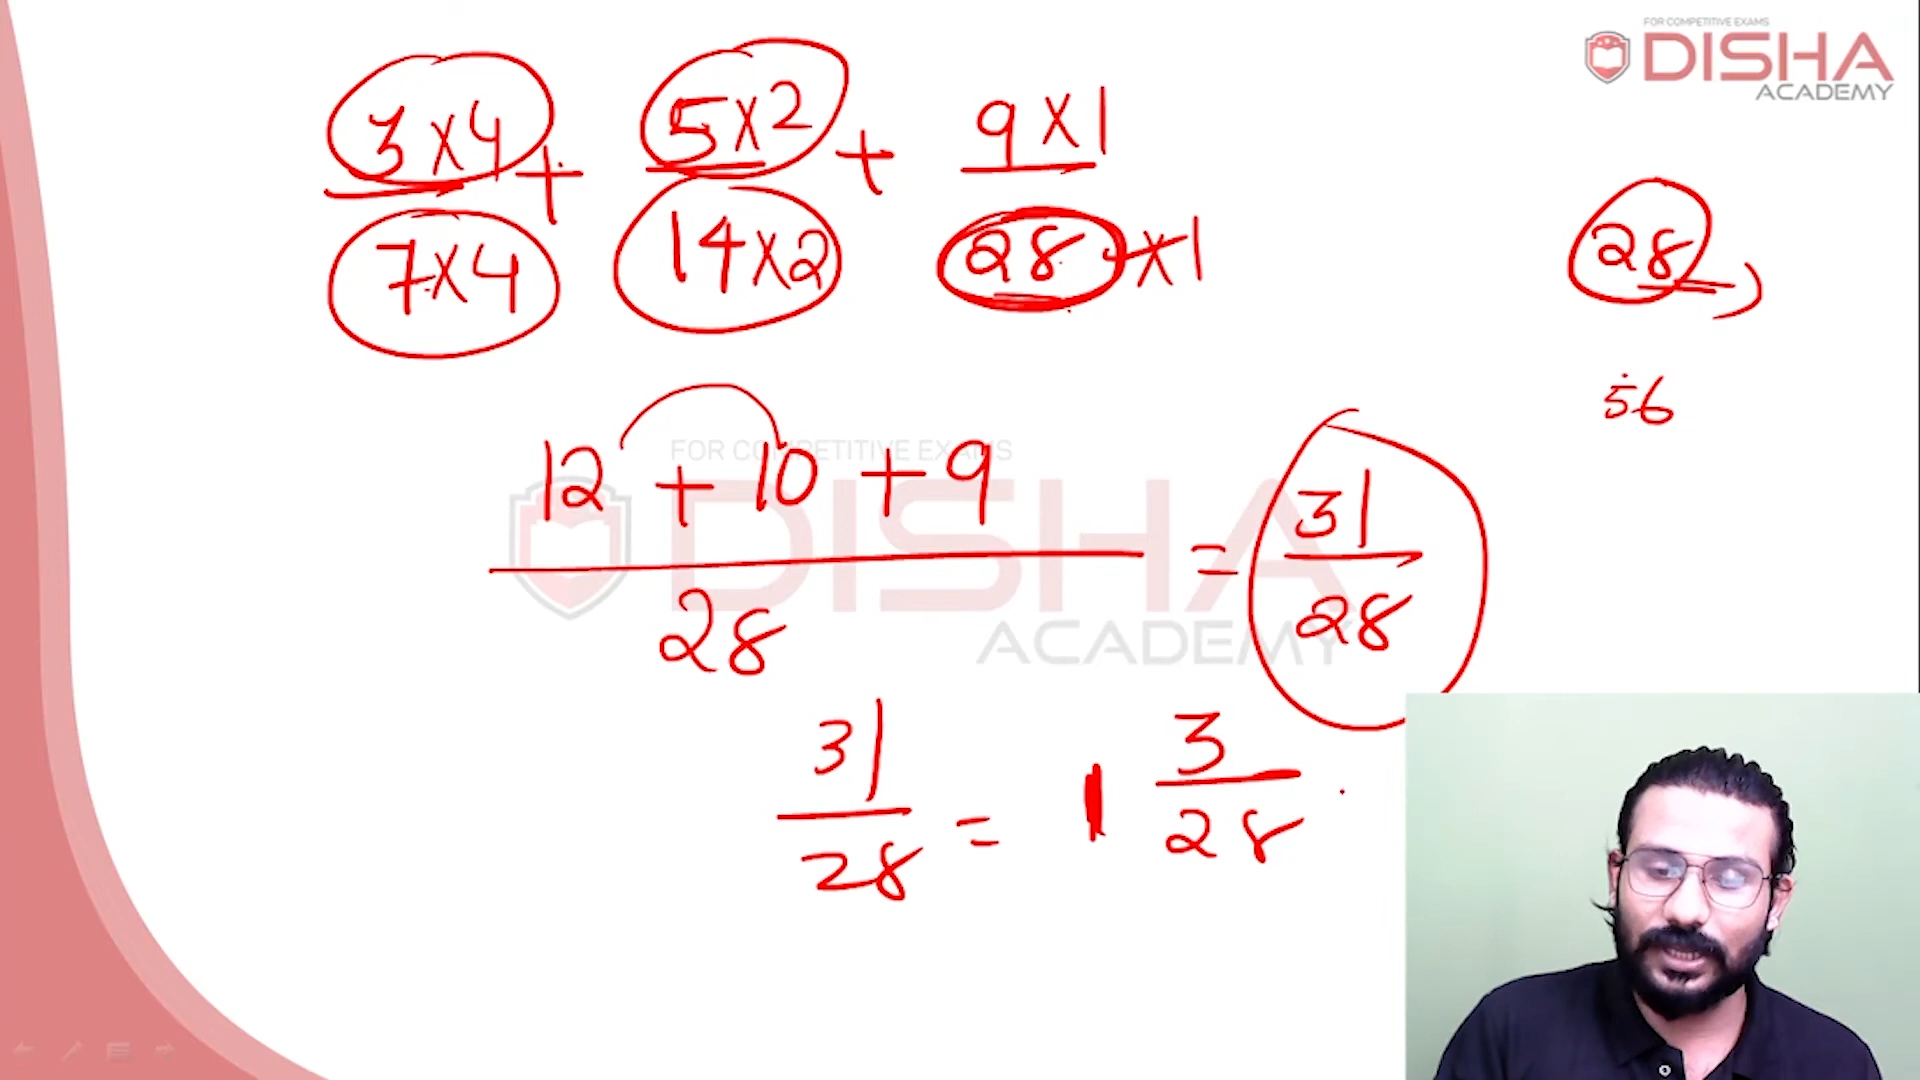 FOR COMPETITIVE EXAMS
DISHA
ACADEMY
3x4 + 5x2 + 9x1
7x4 14x2 28x1
28,
56
FOR COMPETITIVE EXAMS
DISHA
ACADEMY
12 + 10 + 9 = 31
28 28
31 = 1 3
28 28